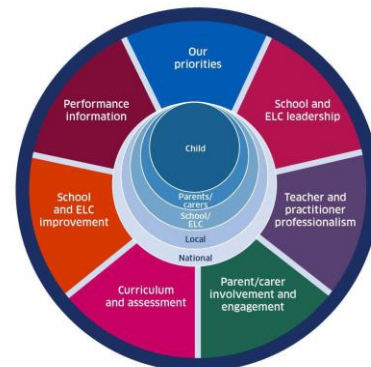 Our
priorities
School and
ELC leadership
Teacher and
practitioner
professionalism
Parent/carer
involvement and
engagement
Curriculum
and assessment
School
and ELC
improvement
Performance
information
Child
Parents/
carers
School/
ELC
Local
National